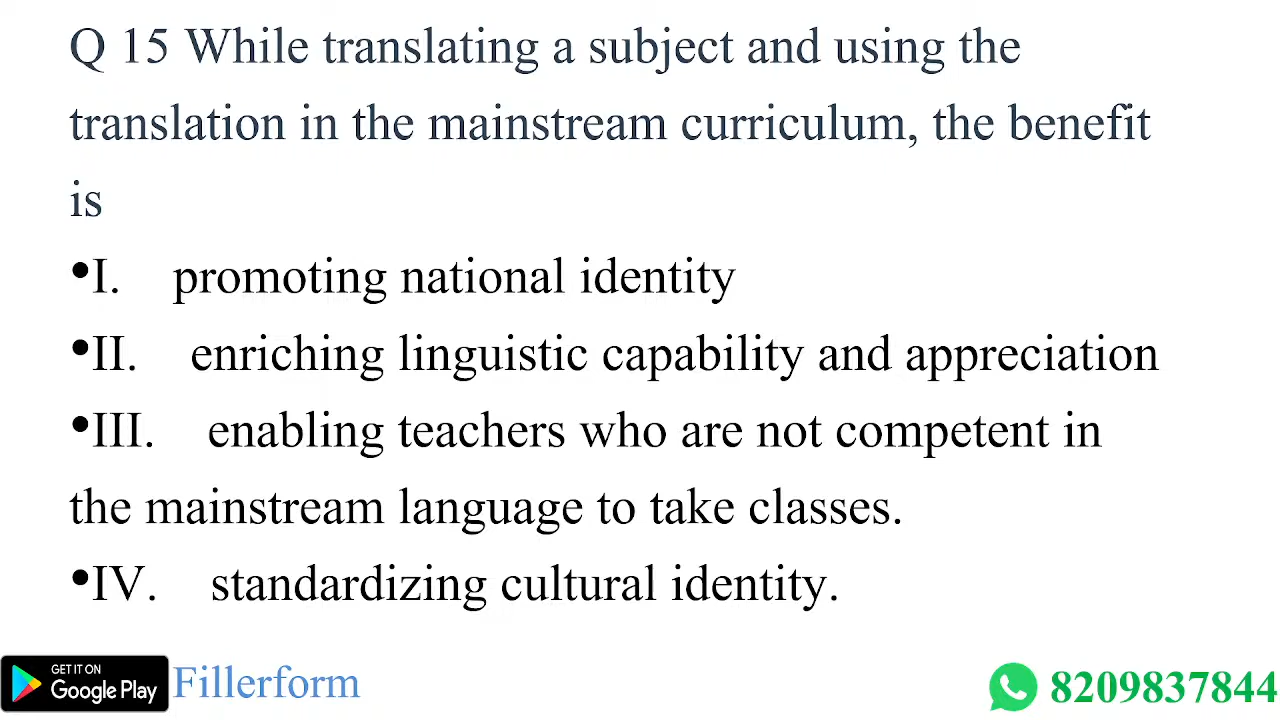 Q 15 While translating a subject and using the
translation in the mainstream curriculum, the benefit
is
•I. promoting national identity
•II. enriching linguistic capability and appreciation
•III. enabling teachers who are not competent in
the mainstream language to take classes.
•IV. standardizing cultural identity.
GET IT ON
Google Play
Fillerform
8209837844